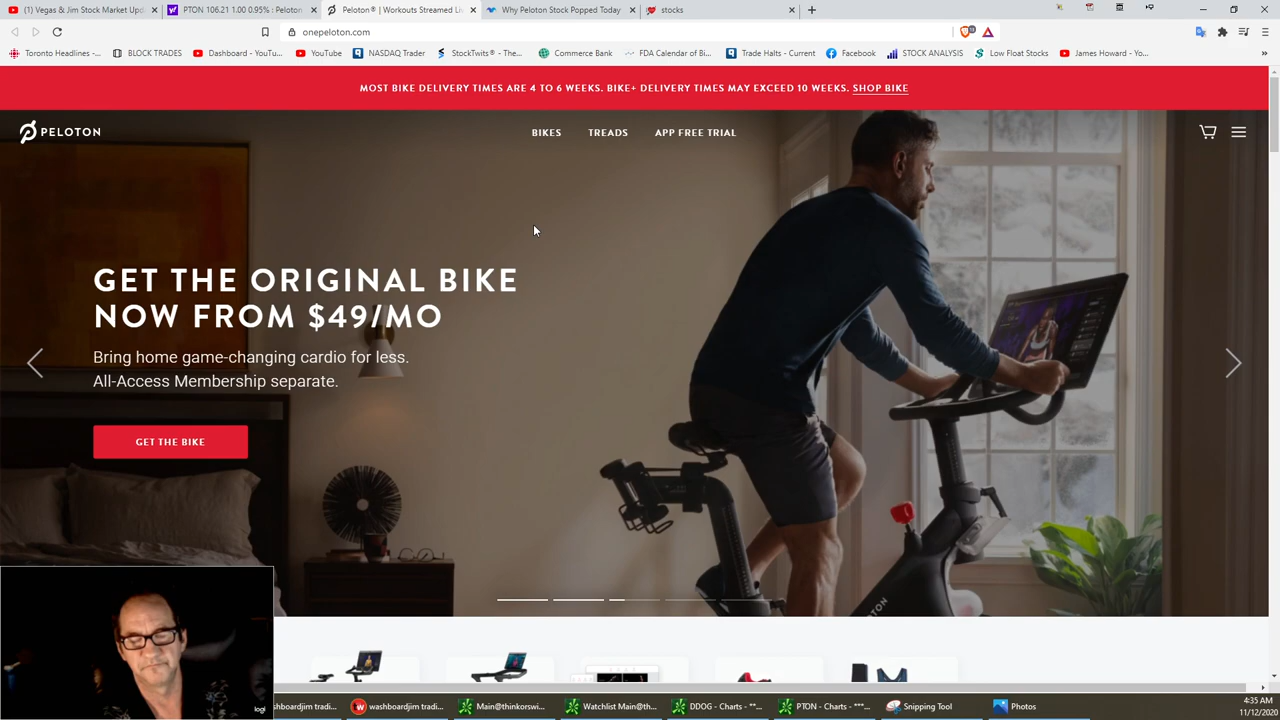 (1) Vegas & Jim Stock Market Upd
PTON 106.21 1.00 0.95% : Peloton
Peloton® | Workouts Streamed Liv
Why Peloton Stock Popped Today
stocks
onepeloton.com
Toronto Headlines -...
BLOCK TRADES
Dashboard - YouTu...
YouTube
NASDAQ Trader
StockTwits® - The...
Commerce Bank
FDA Calendar of Bi...
Trade Halts - Current
Facebook
STOCK ANALYSIS
Low Float Stocks
James Howard - Yo...
MOST BIKE DELIVERY TIMES ARE 4 TO 6 WEEKS. BIKE+ DELIVERY TIMES MAY EXCEED 10 WEEKS. SHOP BIKE
PELOTON
BIKES
TREADS
APP FREE TRIAL
GET THE ORIGINAL BIKE
NOW FROM $49/MO
Bring home game-changing cardio for less.
All-Access Membership separate.
GET THE BIKE
logi
shboardjim tradi...
washboardjim tradi...
Main@thinkorswi...
Watchlist Main@th...
DDOG - Charts - **...
PTON - Charts - ***...
Snipping Tool
Photos
4:35 AM
11/12/2020